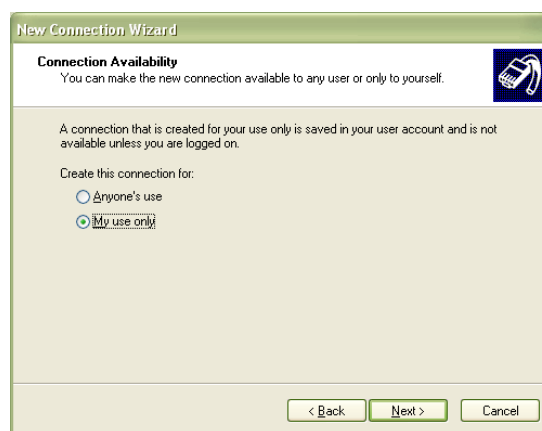 New Connection Wizard
Connection Availability
You can make the new connection available to any user or only to yourself.
A connection that is created for your use only is saved in your user account and is not
available unless you are logged on.
Create this connection for:
Anyone's use
My use only
< Back
Next >
Cancel